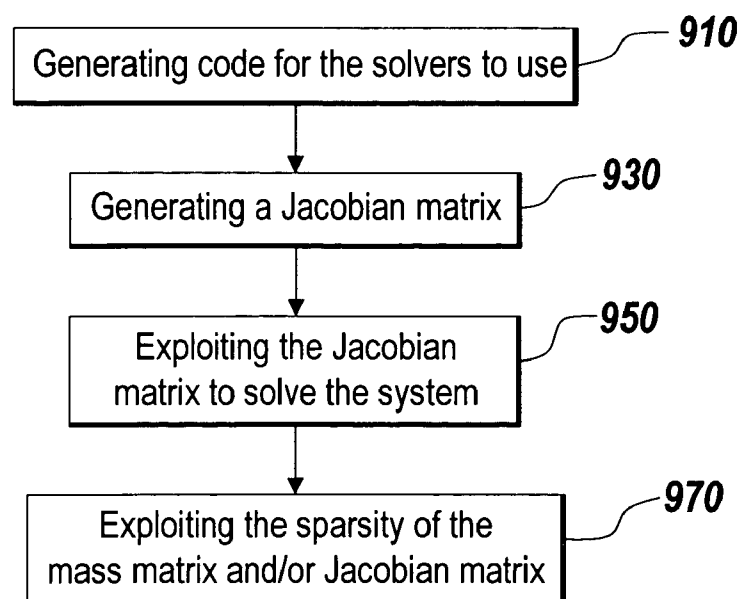 910
Generating code for the solvers to use
930
Generating a Jacobian matrix
950
Exploiting the Jacobian
matrix to solve the system
970
Exploiting the sparsity of the
mass matrix and/or Jacobian matrix